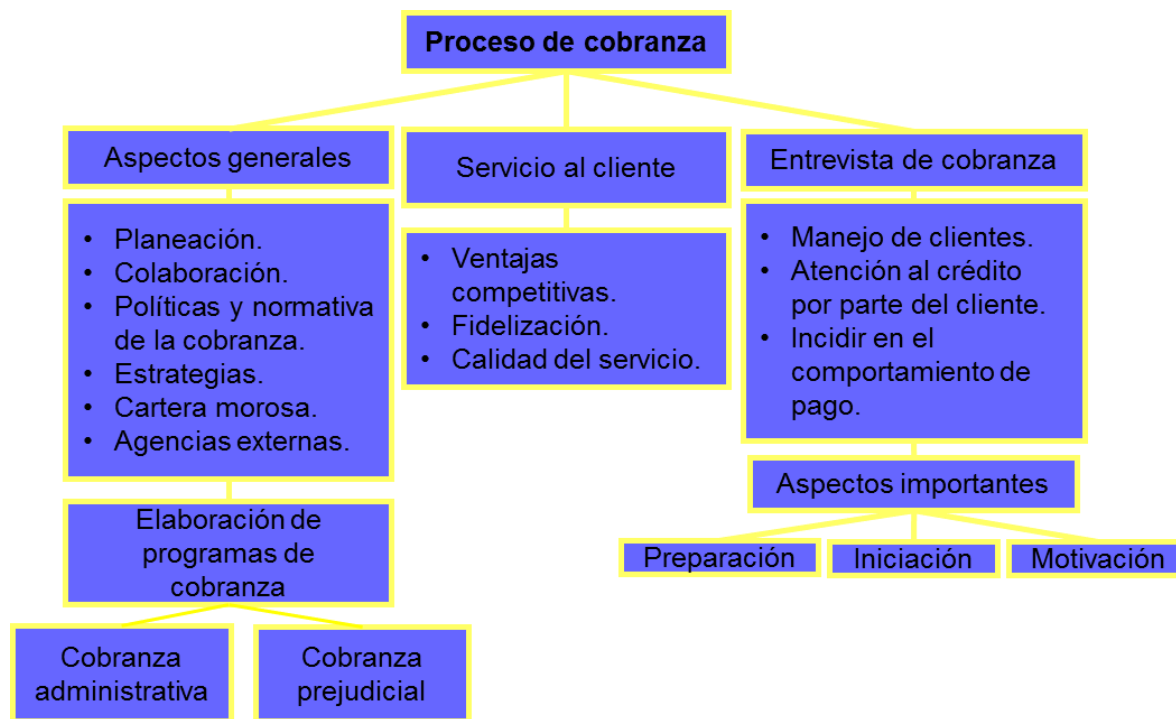 Proceso de cobranza
Aspectos generales
• Planeación.
• Colaboración.
• Políticas y normativa
de la cobranza.
• Estrategias.
• Cartera morosa.
• Agencias externas.
Elaboración de
programas de
cobranza
Cobranza
administrativa
Cobranza
prejudicial
Servicio al cliente
• Ventajas
competitivas.
• Fidelización.
• Calidad del servicio.
Entrevista de cobranza
• Manejo de clientes.
• Atención al crédito
por parte del cliente.
• Incidir en el
comportamiento de
pago.
Aspectos importantes
Preparación
Iniciación
Motivación